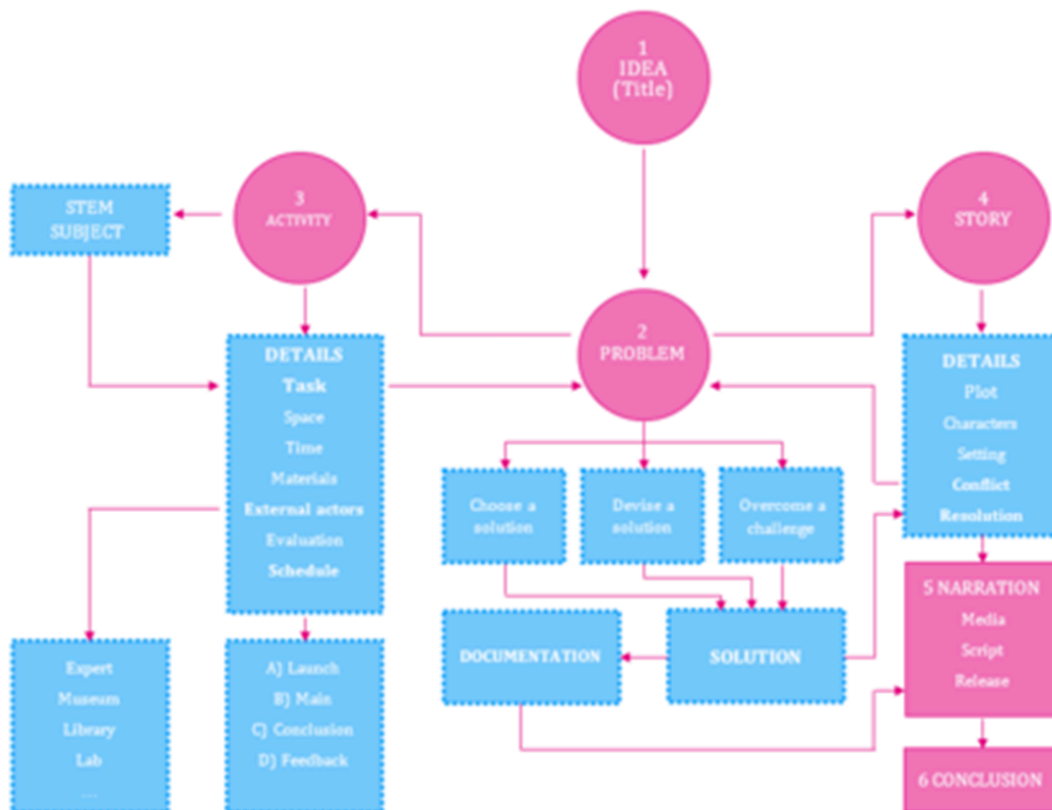 1
IDEA
(Title)
3
ACTIVITY
4
STORY
STEM
SUBJECT
2
PROBLEM
DETAILS
Task
Space
Time
Materials
External actors
Evaluation
Schedule
DETAILS
Plot
Characters
Setting
Conflict
Resolution
Choose a
solution
Devise a
solution
Overcome a
challenge
5 NARRATION
Media
Script
Release
DOCUMENTATION
SOLUTION
Expert
Museum
Library
Lab
...
A) Launch
B) Main
C) Conclusion
D) Feedback
6 CONCLUSION